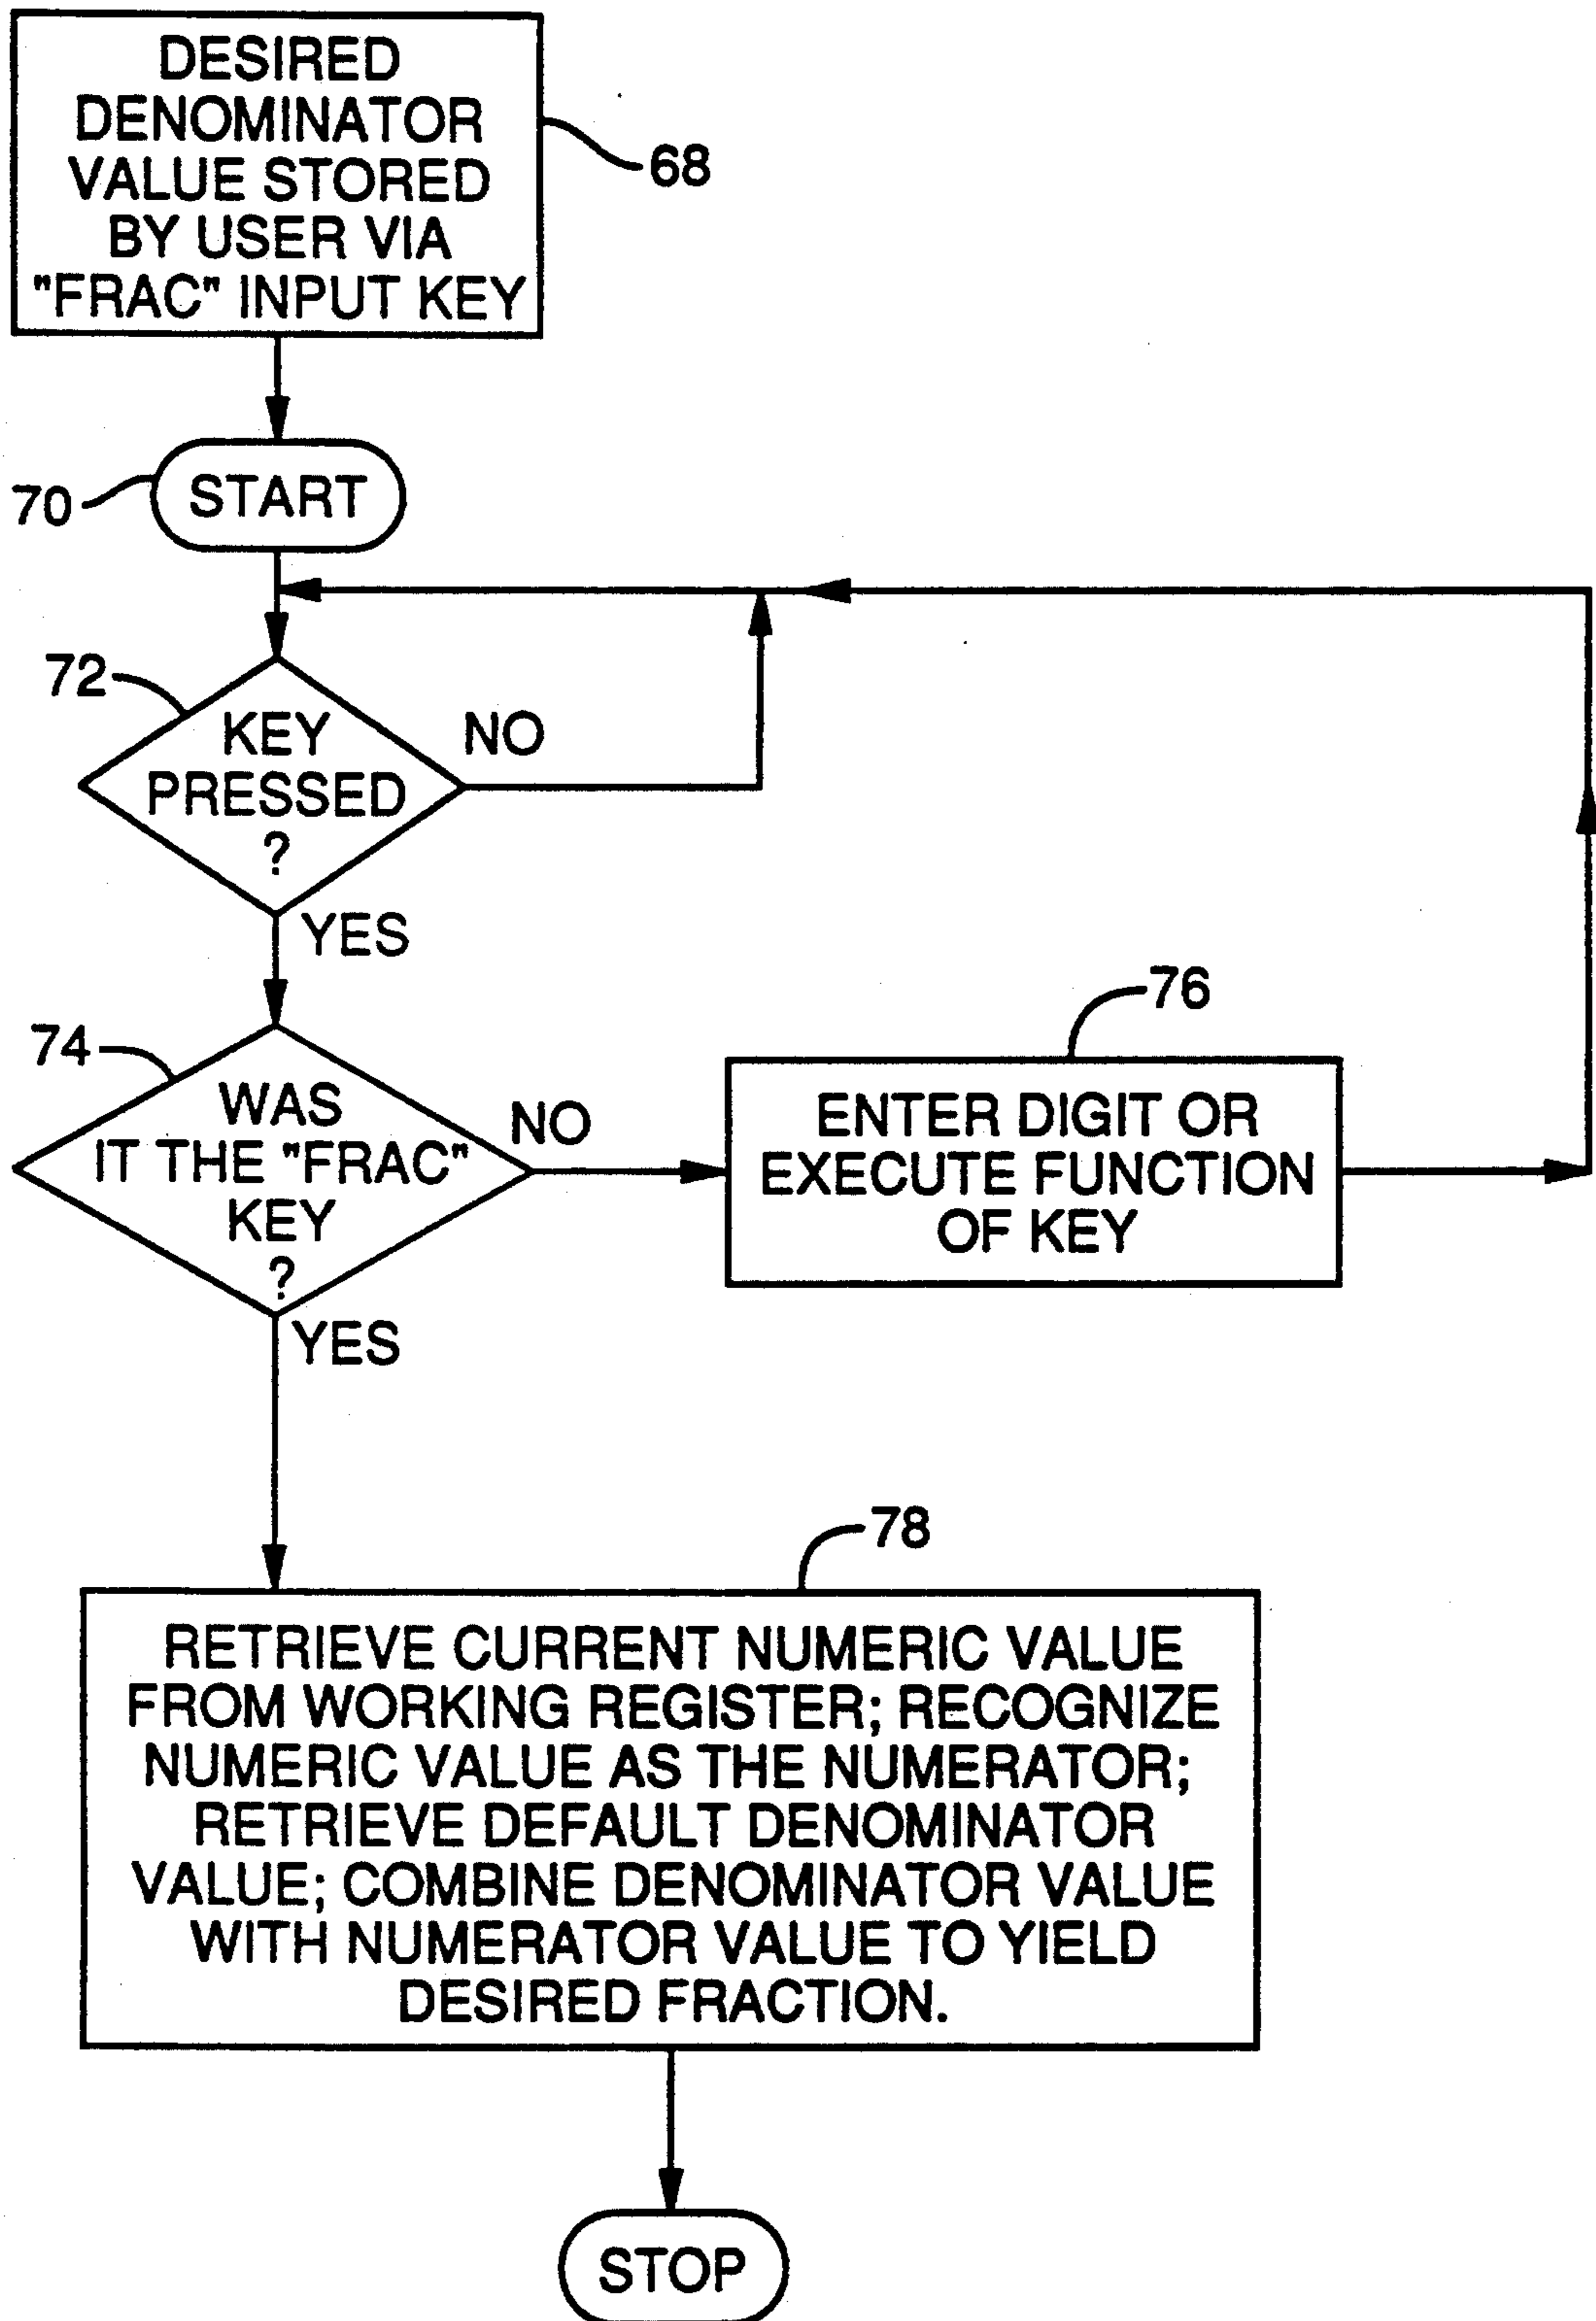 DESIRED
DENOMINATOR
VALUE STORED
BY USER VIA
"FRAC" INPUT KEY
68
70
START
72
KEY
PRESSED
?
NO
YES
74
WAS
IT THE "FRAC"
KEY
?
NO
76
ENTER DIGIT OR
EXECUTE FUNCTION
OF KEY
YES
78
RETRIEVE CURRENT NUMERIC VALUE
FROM WORKING REGISTER; RECOGNIZE
NUMERIC VALUE AS THE NUMERATOR;
RETRIEVE DEFAULT DENOMINATOR
VALUE; COMBINE DENOMINATOR VALUE
WITH NUMERATOR VALUE TO YIELD
DESIRED FRACTION.
STOP